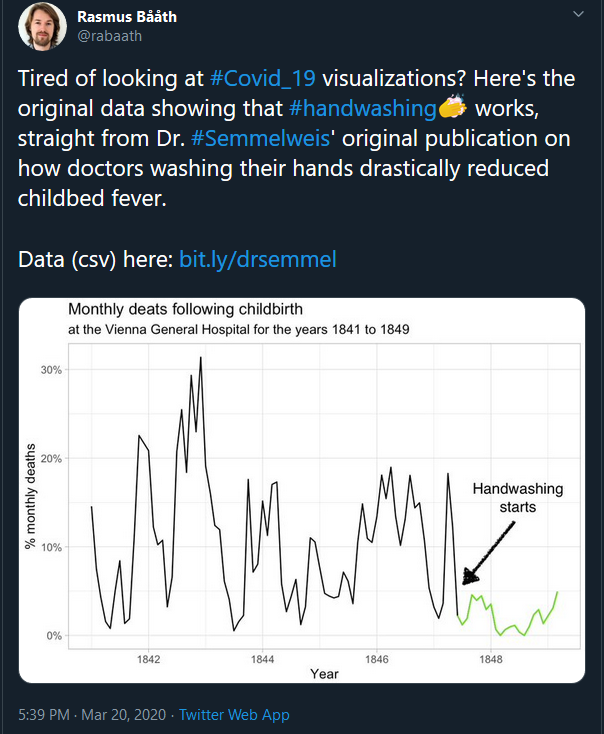 Rasmus Bååth
@rabaath
Tired of looking at #Covid_19 visualizations? Here's the
original data showing that #handwashing👏 works,
straight from Dr. #Semmelweis' original publication on
how doctors washing their hands drastically reduced
childbed fever.
Data (csv) here: bit.ly/drsemmel
Monthly deats following childbirth
at the Vienna General Hospital for the years 1841 to 1849
30%
20%
10%
0%
% monthly deaths
Handwashing
starts
1842 1844 1846 1848
Year
5:39 PM · Mar 20, 2020 · Twitter Web App